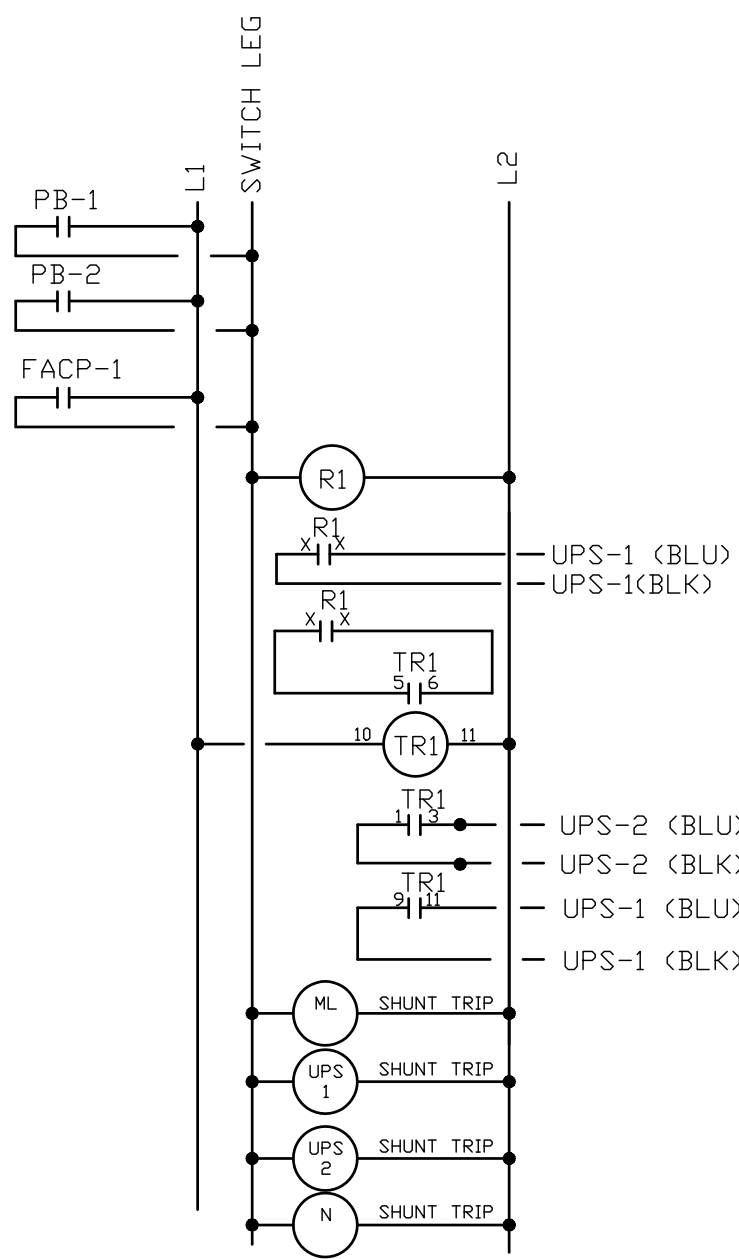 SWITCH LEG
L1
L2
PB-1
PB-2
FACP-1
R1
R1
X X
UPS-1 (BLU)
UPS-1(BLK)
R1
X X
TR1
5 6
10 TR1 11
TR1
1 3
UPS-2 (BLU)
UPS-2 (BLK)
TR1
9 11
UPS-1 (BLU)
UPS-1 (BLK)
ML SHUNT TRIP
UPS
1
SHUNT TRIP
UPS
2
SHUNT TRIP
N SHUNT TRIP